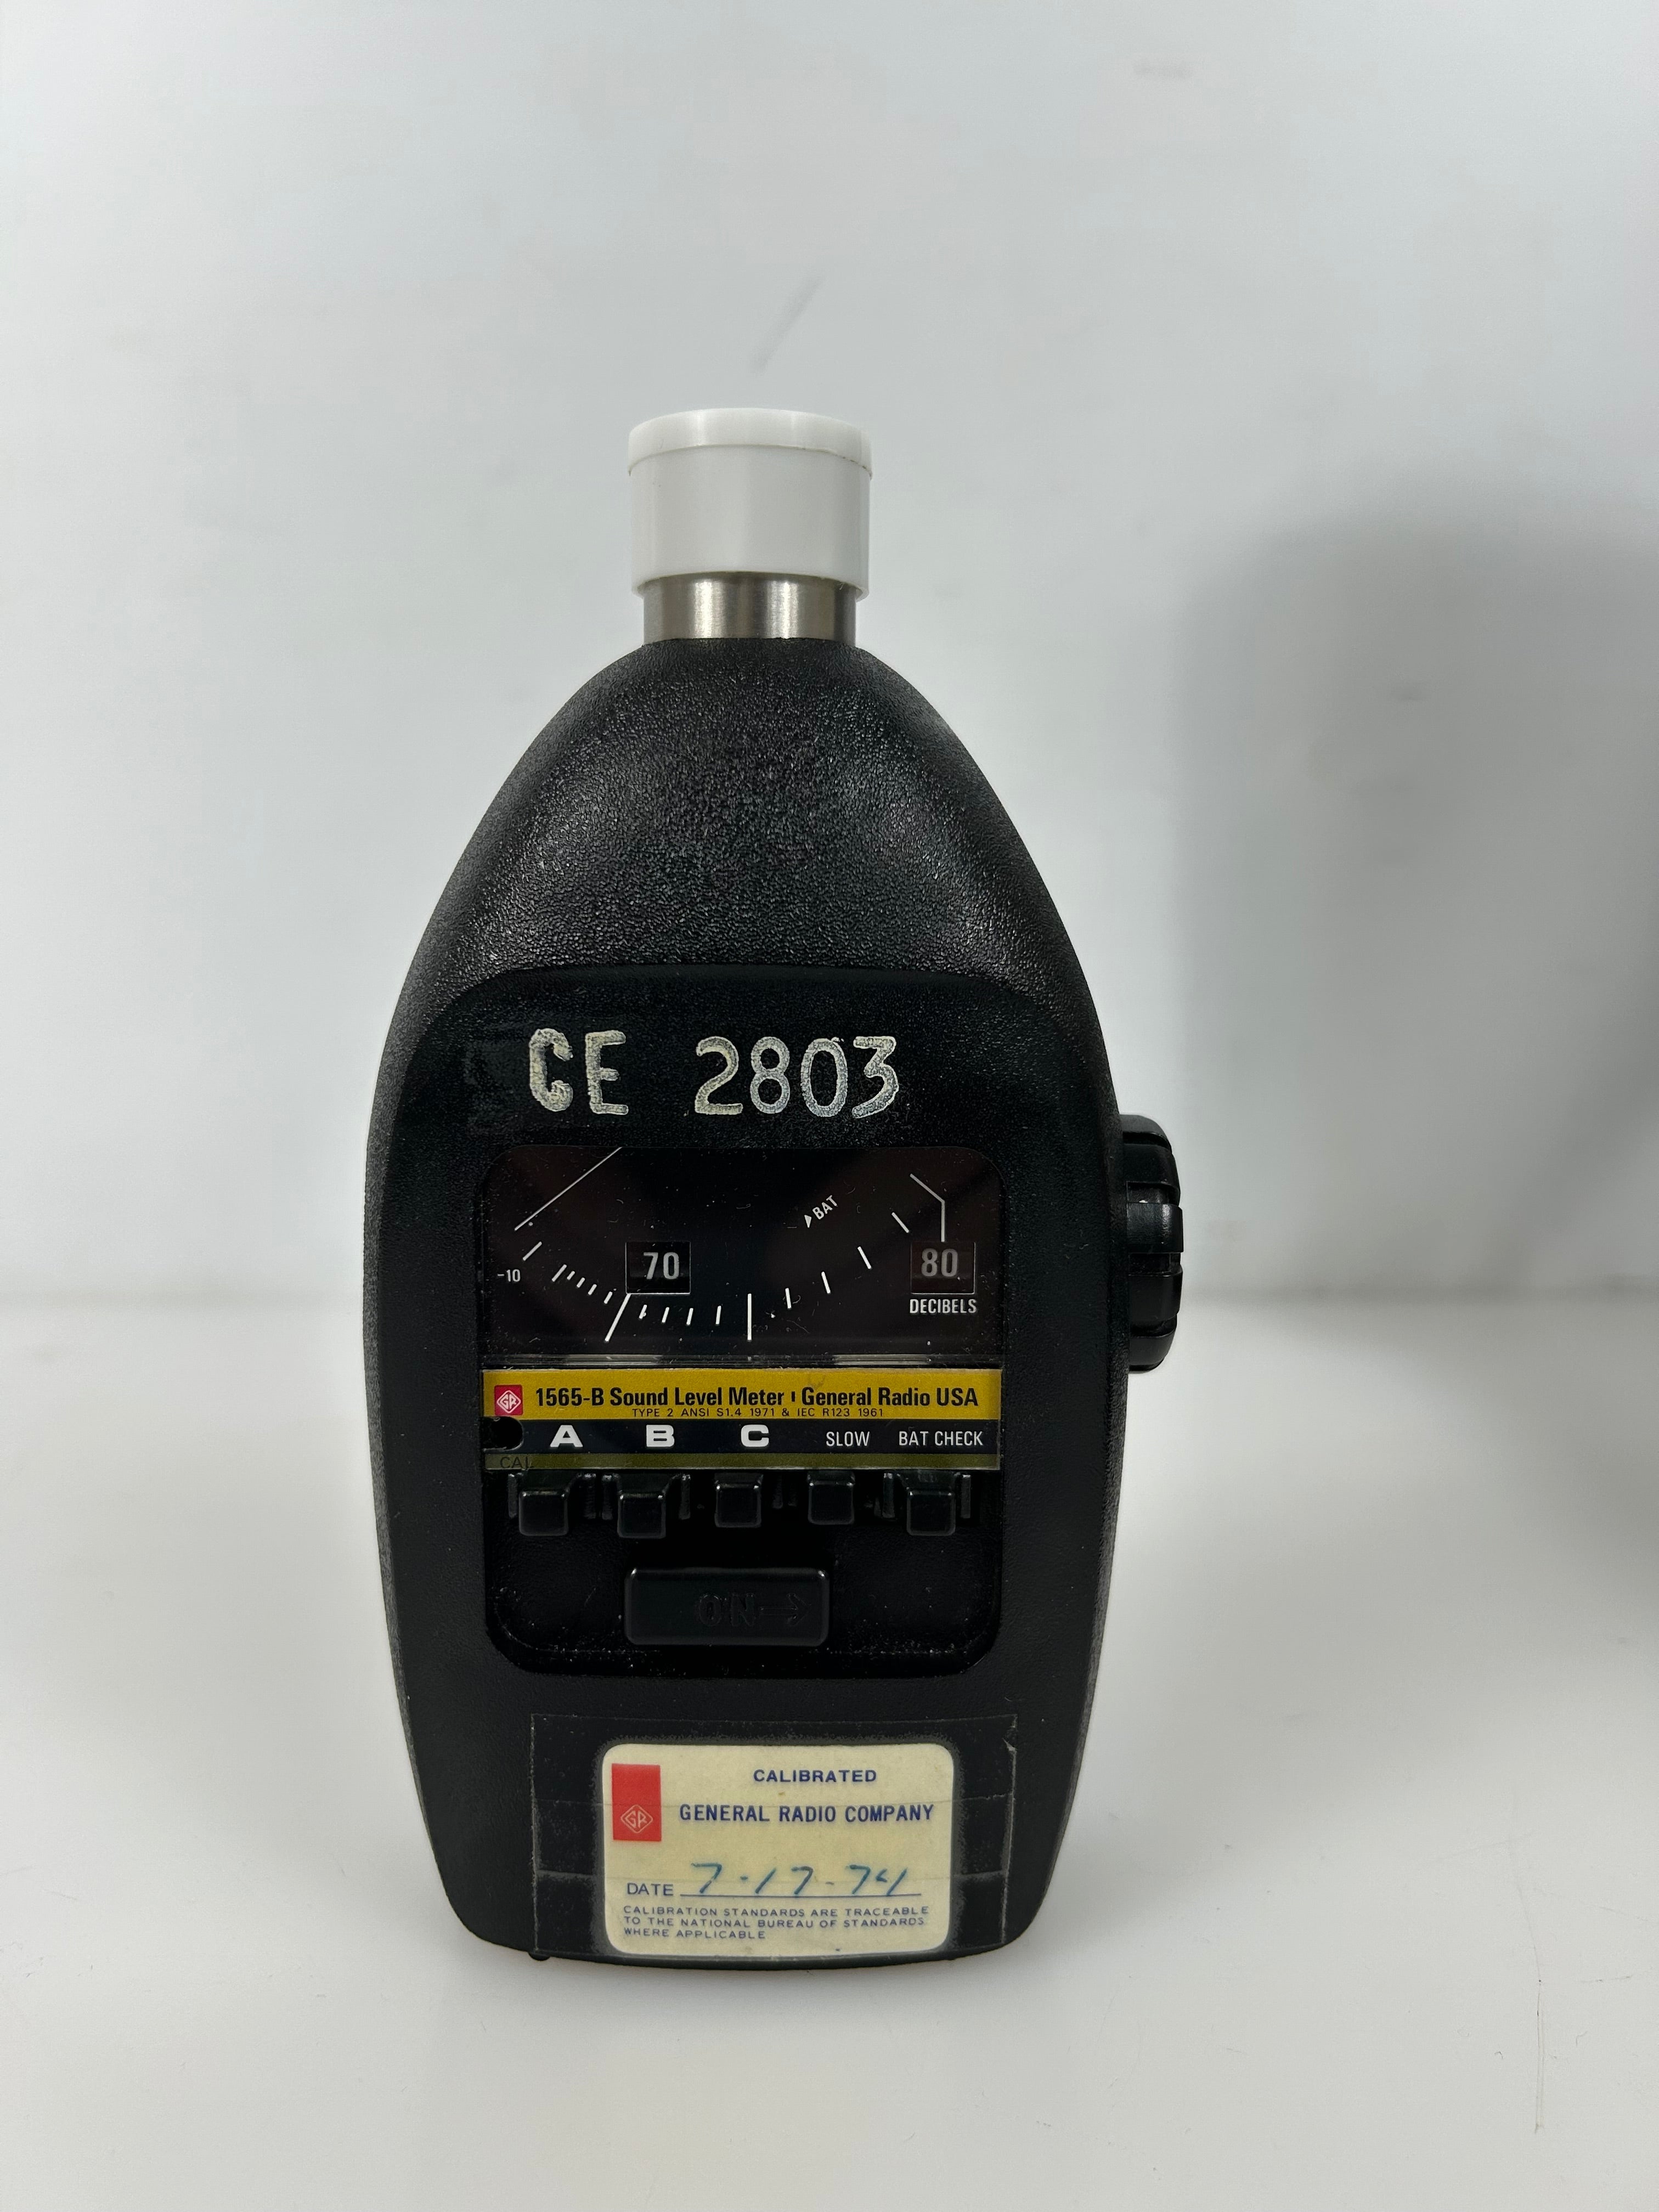 CE 2803
BAT
70
80
-10
DECIBELS
GR
1565-B Sound Level Meter General Radio USA
TYPE 2 ANSI S1.4 1971 & IEC R123 1961
A B C SLOW BAT CHECK
CAL
ON→
CALIBRATED
GR
GENERAL RADIO COMPANY
DATE 7-17-74
CALIBRATION STANDARDS ARE TRACEABLE
TO THE NATIONAL BUREAU OF STANDARDS
WHERE APPLICABLE